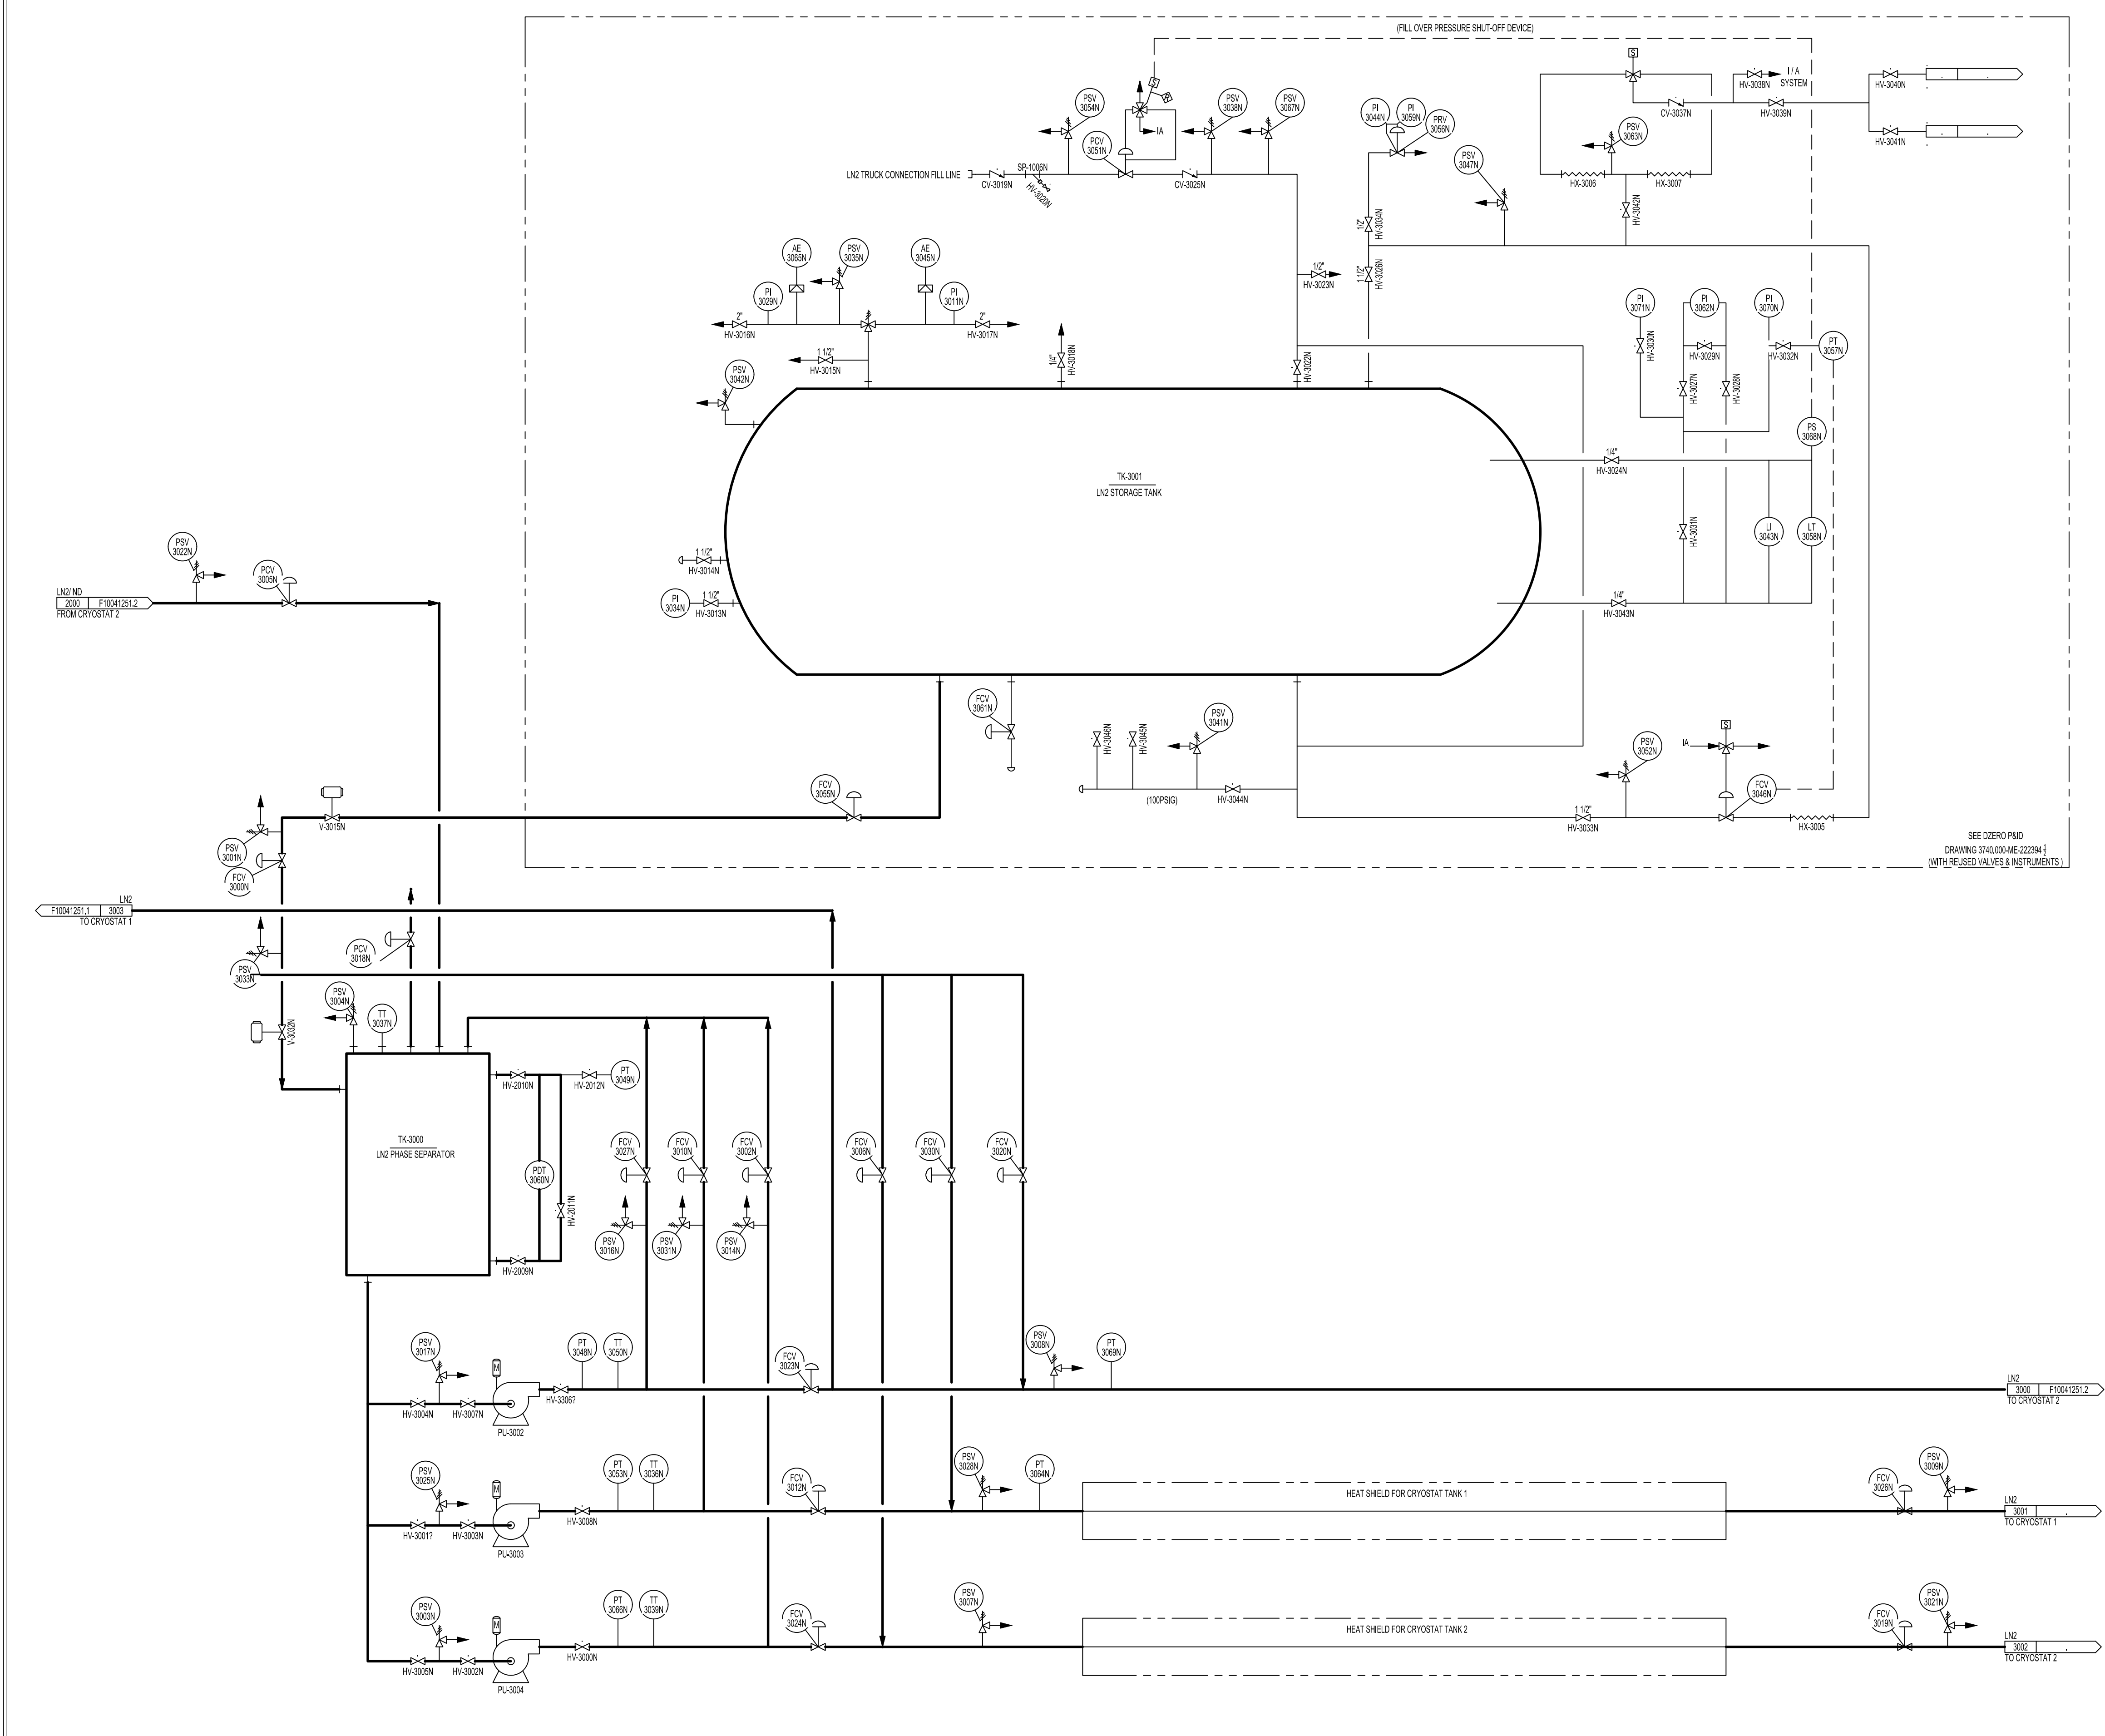 (FILL OVER PRESSURE SHUT-OFF DEVICE)
S
I / A
SYSTEM
HV-3038N
HV-3040N
CV-3037N
HV-3039N
HV-3041N
PSV
3054N
S
R
IA
PSV
3038N
PSV
3067N
PI
3044N
PI
3059N
PRV
3056N
PSV
3063N
PCV
3051N
PSV
3047N
LN2 TRUCK CONNECTION FILL LINE
SP-1006N
CV-3019N
HV-3020N
CV-3025N
HX-3006
HX-3007
HV-3042N
1/2"
HV-3034N
1 1/2"
HV-3026N
1/2"
HV-3023N
AE
3065N
PSV
3035N
AE
3045N
PI
3029N
PI
3011N
2"
HV-3016N
2"
HV-3017N
1 1/2"
HV-3015N
1/4"
HV-3018N
HV-3022N
PI
3071N
PI
3062N
PI
3070N
PT
3057N
HV-3030N
HV-3029N
HV-3032N
HV-3027N
HV-3028N
PSV
3042N
PS
3068N
1/4"
HV-3024N
TK-3001
LN2 STORAGE TANK
HV-3031N
LI
3043N
LT
3058N
1 1/2"
HV-3014N
PI
3034N
1 1/2"
HV-3013N
1/4"
HV-3043N
PSV
3022N
PCV
3005N
LN2/ ND
2000
F10041251.2
FROM CRYOSTAT 2
FCV
3061N
HV-3046N
HV-3045N
PSV
3041N
(100PSIG)
HV-3044N
PSV
3052N
S
IA
FCV
3046N
1 1/2"
HV-3033N
HX-3005
SEE DZERO P&ID
DRAWING 3740.000-ME-222394 1/2
(WITH REUSED VALVES & INSTRUMENTS )
FCV
3055N
V-3015N
PSV
3001N
FCV
3000N
LN2
F10041251.1
3003
TO CRYOSTAT 1
PCV
3018N
PSV
3033N
PSV
3004N
TT
3037N
V-3032N
HV-2010N
HV-2012N
PT
3049N
TK-3000
LN2 PHASE SEPARATOR
PDT
3060N
HV-2011N
HV-2009N
FCV
3027N
FCV
3010N
FCV
3002N
FCV
3006N
FCV
3030N
FCV
3020N
PSV
3016N
PSV
3031N
PSV
3014N
PSV
3017N
M
PT
3048N
TT
3050N
FCV
3023N
PSV
3008N
PT
3069N
HV-3004N
HV-3007N
PU-3002
HV-3306?
LN2
3000
F10041251.2
TO CRYOSTAT 2
PSV
3025N
M
PT
3053N
TT
3036N
FCV
3012N
PSV
3028N
PT
3064N
HEAT SHIELD FOR CRYOSTAT TANK 1
FCV
3026N
PSV
3009N
HV-3001?
HV-3003N
PU-3003
HV-3008N
LN2
3001
TO CRYOSTAT 1
PSV
3003N
M
PT
3066N
TT
3039N
FCV
3024N
PSV
3007N
HEAT SHIELD FOR CRYOSTAT TANK 2
FCV
3019N
PSV
3021N
HV-3005N
HV-3002N
PU-3004
HV-3000N
LN2
3002
TO CRYOSTAT 2